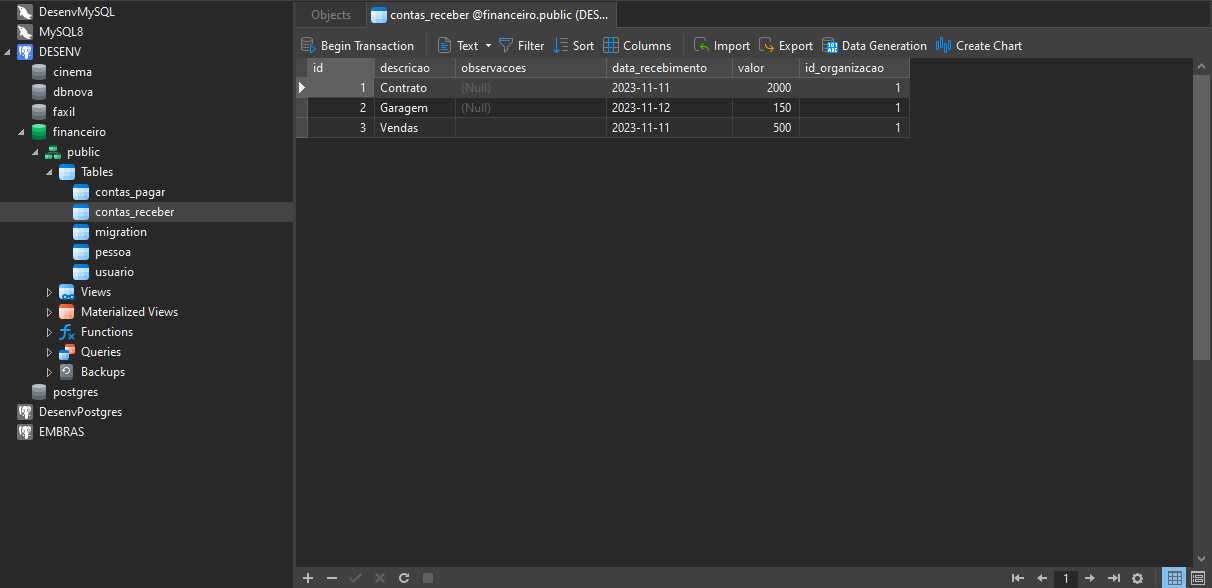 DesenvMySQL
MySQL8
DESENV
cinema
dbnova
faxil
financeiro
public
Tables
contas_pagar
contas_receber
migration
pessoa
usuario
Views
Materialized Views
fx Functions
Queries
Backups
postgres
DesenvPostgres
EMBRAS
Objects contas_receber @financeiro.public (DES...
Begin Transaction Text Filter Sort Columns Import Export Data Generation Create Chart
id descricao observacoes data_recebimento valor id_organizacao
1 Contrato (Null) 2023-11-11 2000 1
2 Garagem (Null) 2023-11-12 150 1
3 Vendas 2023-11-11 500 1
1